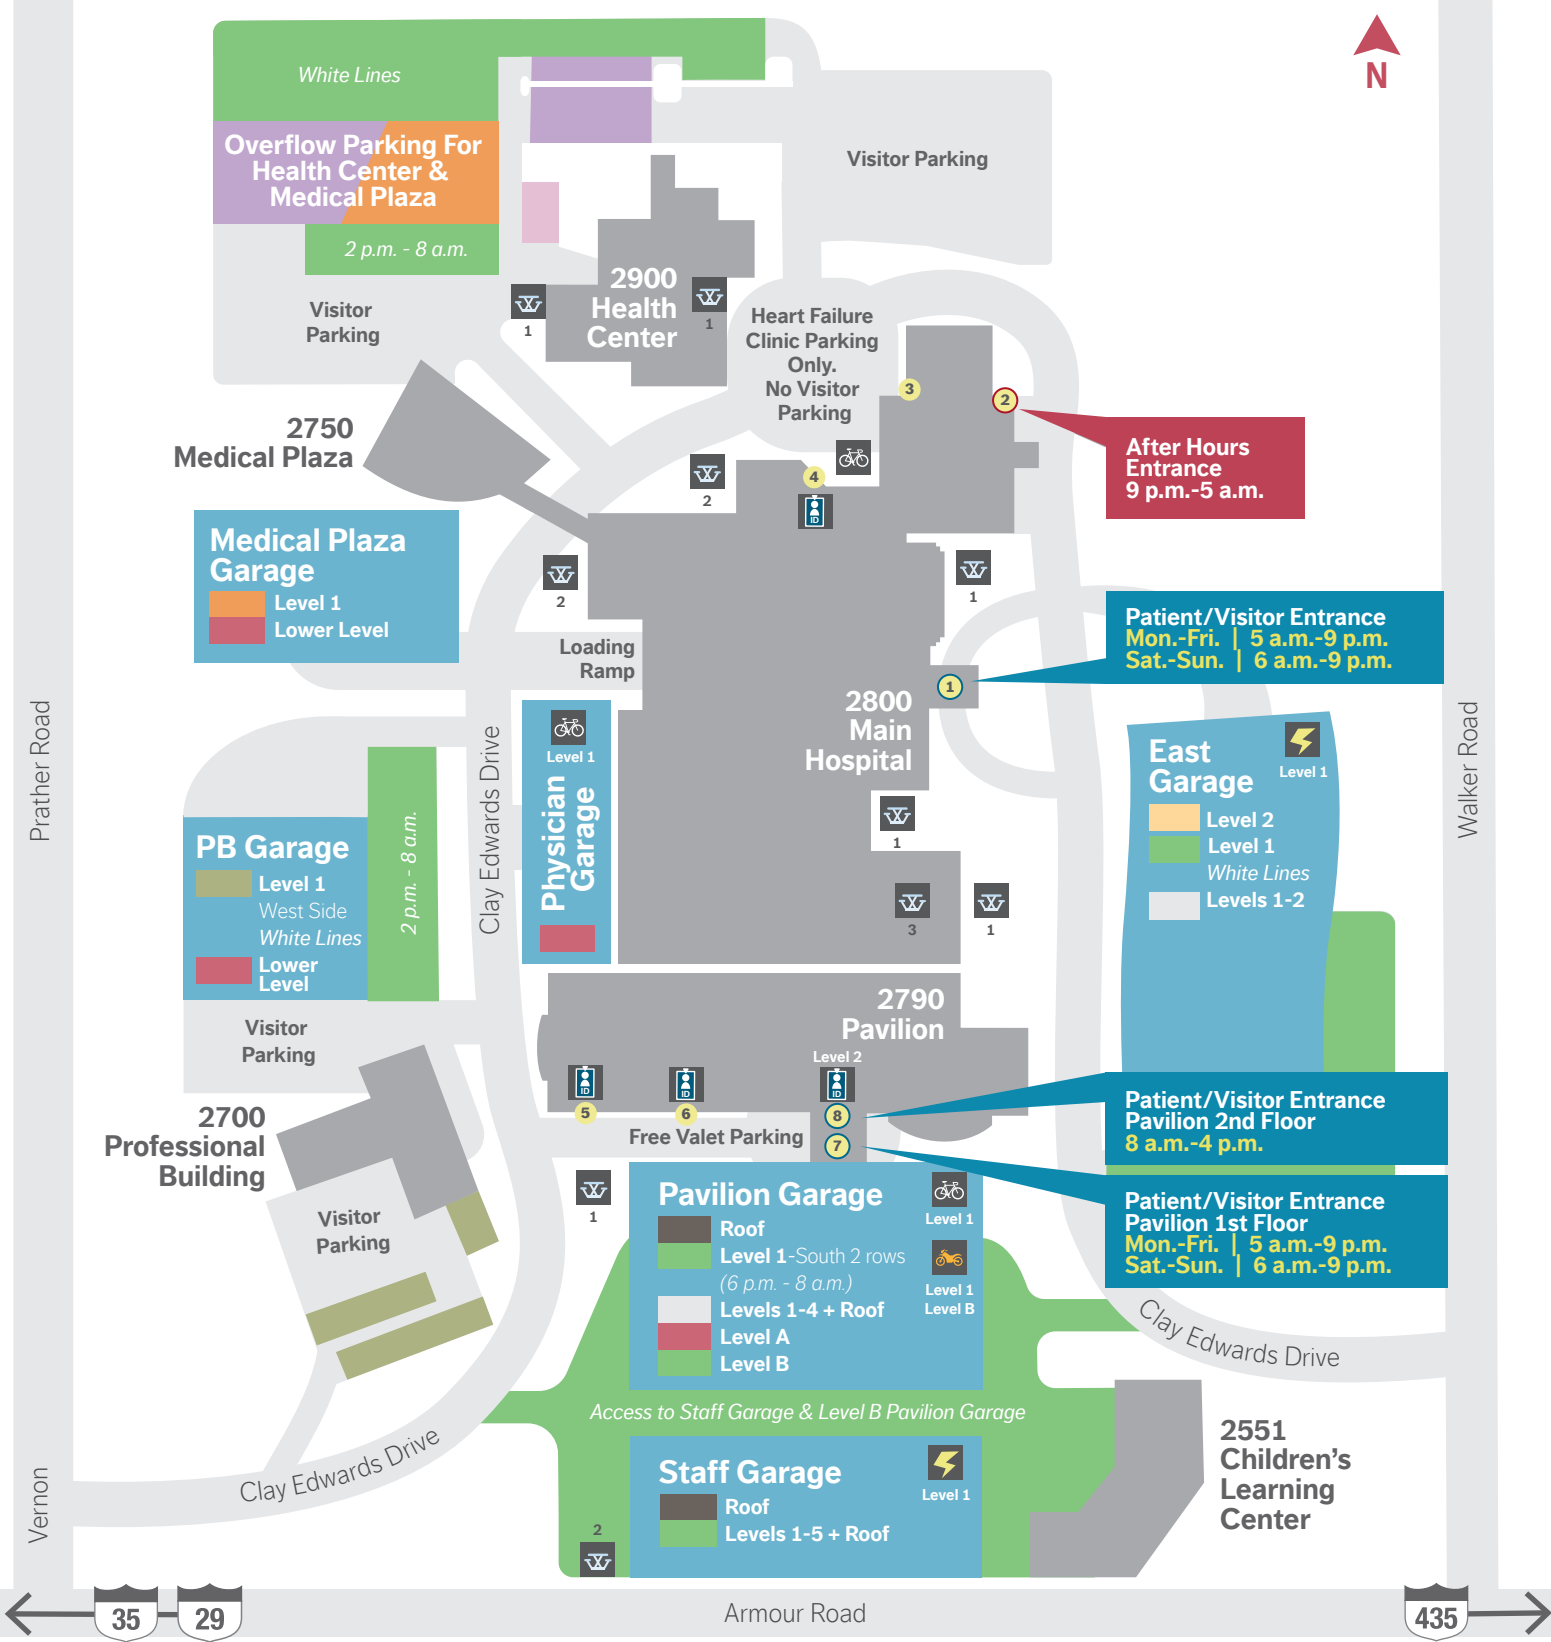 N
White Lines
Overflow Parking For
Health Center &
Medical Plaza
2 p.m. - 8 a.m.
Visitor
Parking
Visitor Parking
2900
Health
Center
1
1
Heart Failure
Clinic Parking
Only.
No Visitor
Parking
3
2
After Hours
Entrance
9 p.m.-5 a.m.
2750
Medical Plaza
4
ID
2
Medical Plaza
Garage
Level 1
Lower Level
2
1
Loading
Ramp
Patient/Visitor Entrance
Mon.-Fri. | 5 a.m.-9 p.m.
Sat.-Sun. | 6 a.m.-9 p.m.
1
2800
Main
Hospital
Prather Road
Clay Edwards Drive
Level 1
Physician
Garage
East
Garage
Level 1
Level 2
Level 1
White Lines
Levels 1-2
Walker Road
PB Garage
Level 1
West Side
White Lines
Lower
Level
2 p.m. - 8 a.m.
1
3
1
2790
Pavilion
Level 2
Visitor
Parking
ID
ID
ID
5
6
8
7
Free Valet Parking
Patient/Visitor Entrance
Pavilion 2nd Floor
8 a.m.-4 p.m.
2700
Professional
Building
Visitor
Parking
1
Pavilion Garage
Roof
Level 1-South 2 rows
(6 p.m. - 8 a.m.)
Levels 1-4 + Roof
Level A
Level B
Level 1
Level 1
Level B
Patient/Visitor Entrance
Pavilion 1st Floor
Mon.-Fri. | 5 a.m.-9 p.m.
Sat.-Sun. | 6 a.m.-9 p.m.
Clay Edwards Drive
Access to Staff Garage & Level B Pavilion Garage
Clay Edwards Drive
Staff Garage
Level 1
Roof
Levels 1-5 + Roof
2
2551
Children's
Learning
Center
Vernon
35
29
Armour Road
435